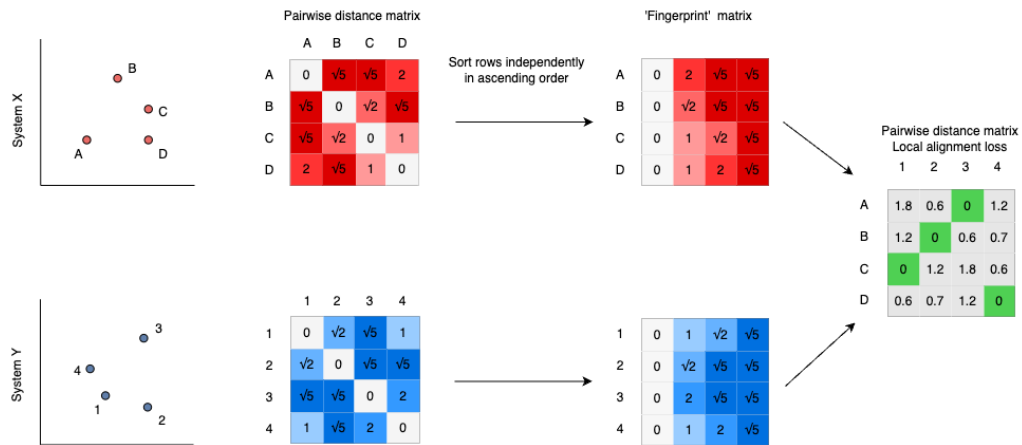 Pairwise distance matrix
'Fingerprint' matrix
System X
A
B
C
D
A B C D
A 0 √5 √5 2
B √5 0 √2 √5
C √5 √2 0 1
D 2 √5 1 0
Sort rows independently
in ascending order
A 0 2 √5 √5
B 0 √2 √5 √5
C 0 1 √2 √5
D 0 1 2 √5
Pairwise distance matrix
Local alignment loss
1 2 3 4
A 1.8 0.6 0 1.2
B 1.2 0 0.6 0.7
C 0 1.2 1.8 0.6
D 0.6 0.7 1.2 0
System Y
3
4
1
2
1 2 3 4
1 0 √2 √5 1
2 √2 0 √5 √5
3 √5 √5 0 2
4 1 √5 2 0
1 0 1 √2 √5
2 0 √2 √5 √5
3 0 2 √5 √5
4 0 1 2 √5